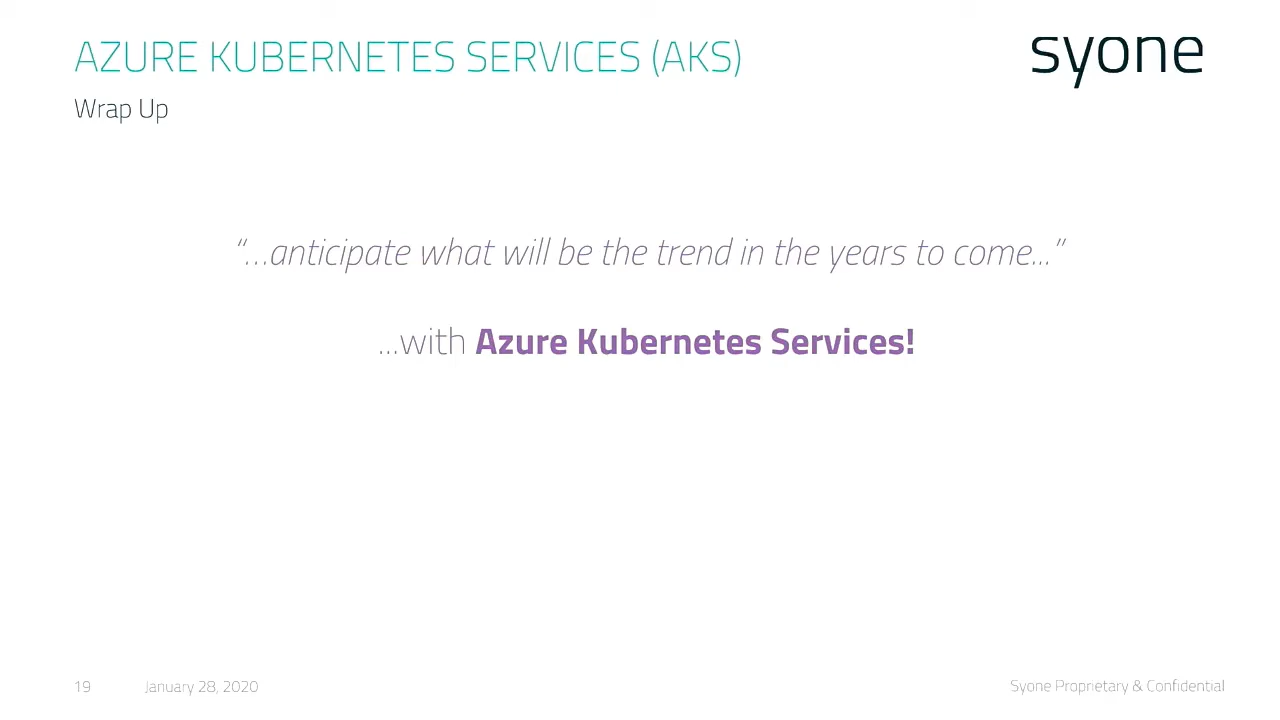 AZURE KUBERNETES SERVICES (AKS)
syone
Wrap Up
“...anticipate what will be the trend in the years to come...”
...with Azure Kubernetes Services!
19
January 28, 2020
Syone Proprietary & Confidential